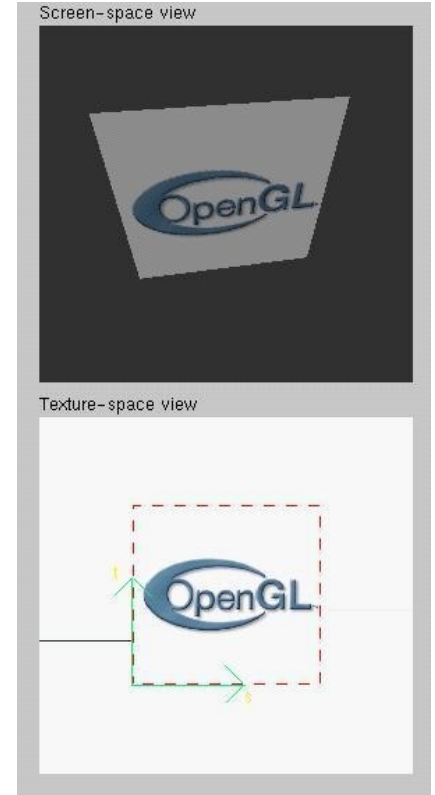 Screen-space view
OpenGL
Texture-space view
t
OpenGL
s